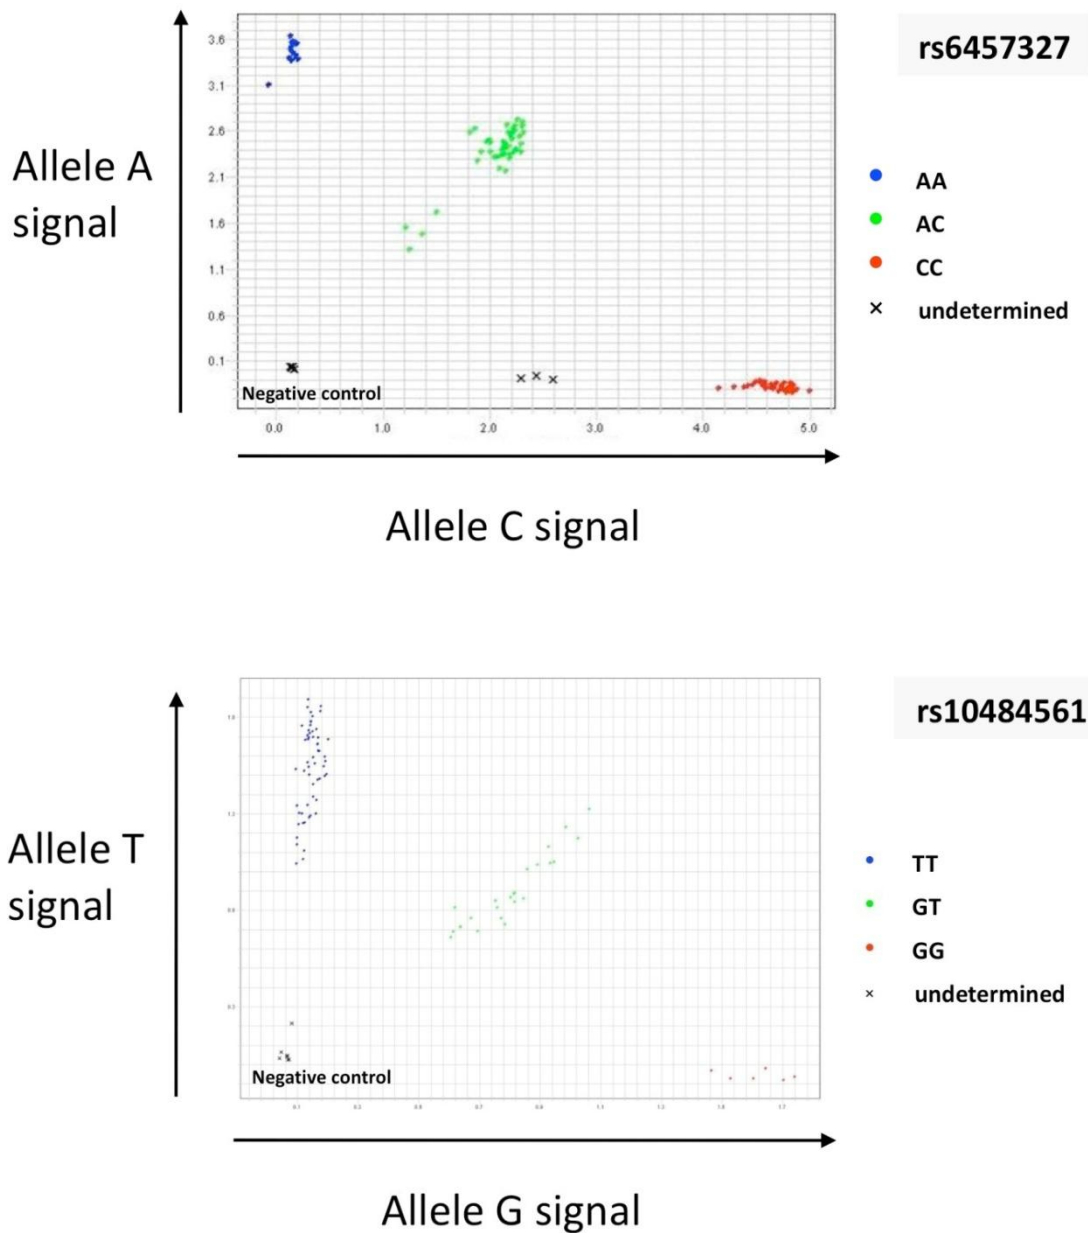 rs6457327
3.6
3.1
2.6
2.1
1.6
1.1
0.6
0.1
Allele A
signal
AA
AC
CC
undetermined
Negative control
0.0 1.0 2.0 3.0 4.0 5.0
Allele C signal
rs10484561
Allele T
signal
TT
GT
GG
undetermined
Negative control
Allele G signal